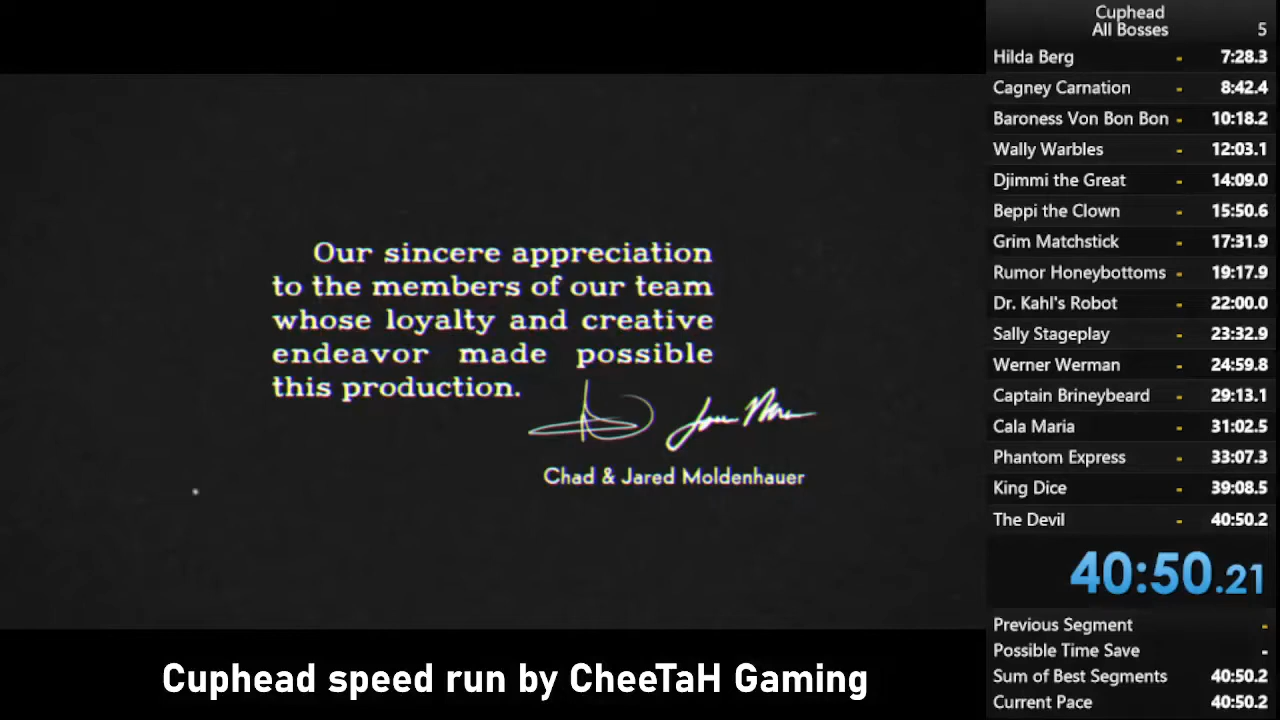 Our sincere appreciation
to the members of our team
whose loyalty and creative
endeavor made possible
this production.
Chad & Jared Moldenhauer
Cuphead speed run by CheeTaH Gaming
Cuphead
All Bosses 5
Hilda Berg - 7:28.3
Cagney Carnation - 8:42.4
Baroness Von Bon Bon - 10:18.2
Wally Warbles - 12:03.1
Djimmi the Great - 14:09.0
Beppi the Clown - 15:50.6
Grim Matchstick - 17:31.9
Rumor Honeybottoms - 19:17.9
Dr. Kahl's Robot - 22:00.0
Sally Stageplay - 23:32.9
Werner Werman - 24:59.8
Captain Brineybeard - 29:13.1
Cala Maria - 31:02.5
Phantom Express - 33:07.3
King Dice - 39:08.5
The Devil - 40:50.2
40:50.21
Previous Segment -
Possible Time Save -
Sum of Best Segments 40:50.2
Current Pace 40:50.2